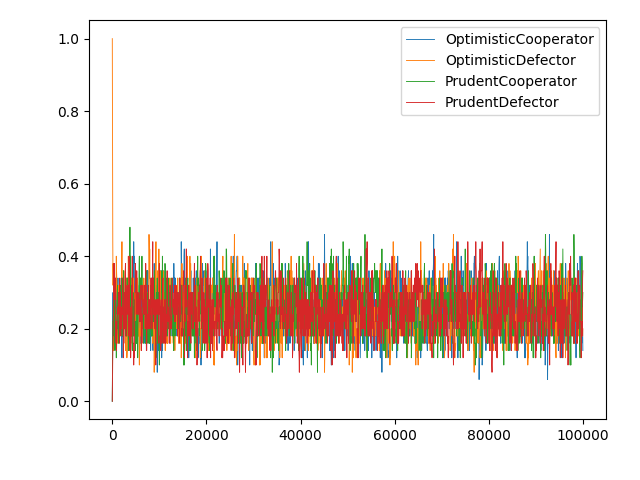 OptimisticCooperator
OptimisticDefector
PrudentCooperator
PrudentDefector
1.0
0.8
0.6
0.4
0.2
0.0
0 20000 40000 60000 80000 100000